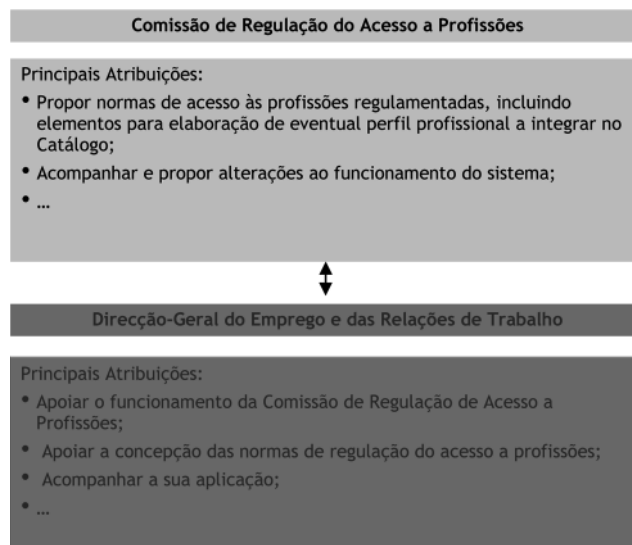 Comissão de Regulação do Acesso a Profissões
Principais Atribuições:
• Propor normas de acesso às profissões regulamentadas, incluindo
elementos para elaboração de eventual perfil profissional a integrar no
Catálogo;
• Acompanhar e propor alterações ao funcionamento do sistema;
• …
Direcção-Geral do Emprego e das Relações de Trabalho
Principais Atribuições:
• Apoiar o funcionamento da Comissão de Regulação de Acesso a
Profissões;
• Apoiar a concepção das normas de regulação do acesso a profissões;
• Acompanhar a sua aplicação;
• …